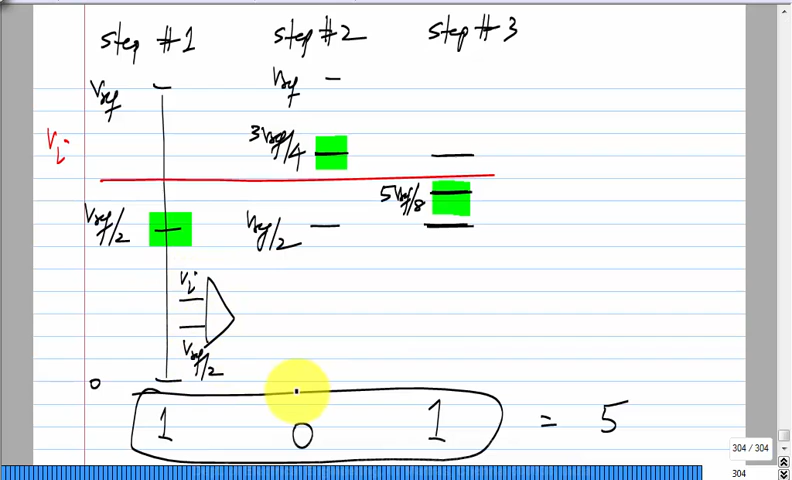 step #1 step #2 step #3
Vref Vref
Vi 3Vref/4
5Vref/8
Vref/2 Vref/2
Vi
Vref/2
0
1 0 1 = 5
304 / 304
304